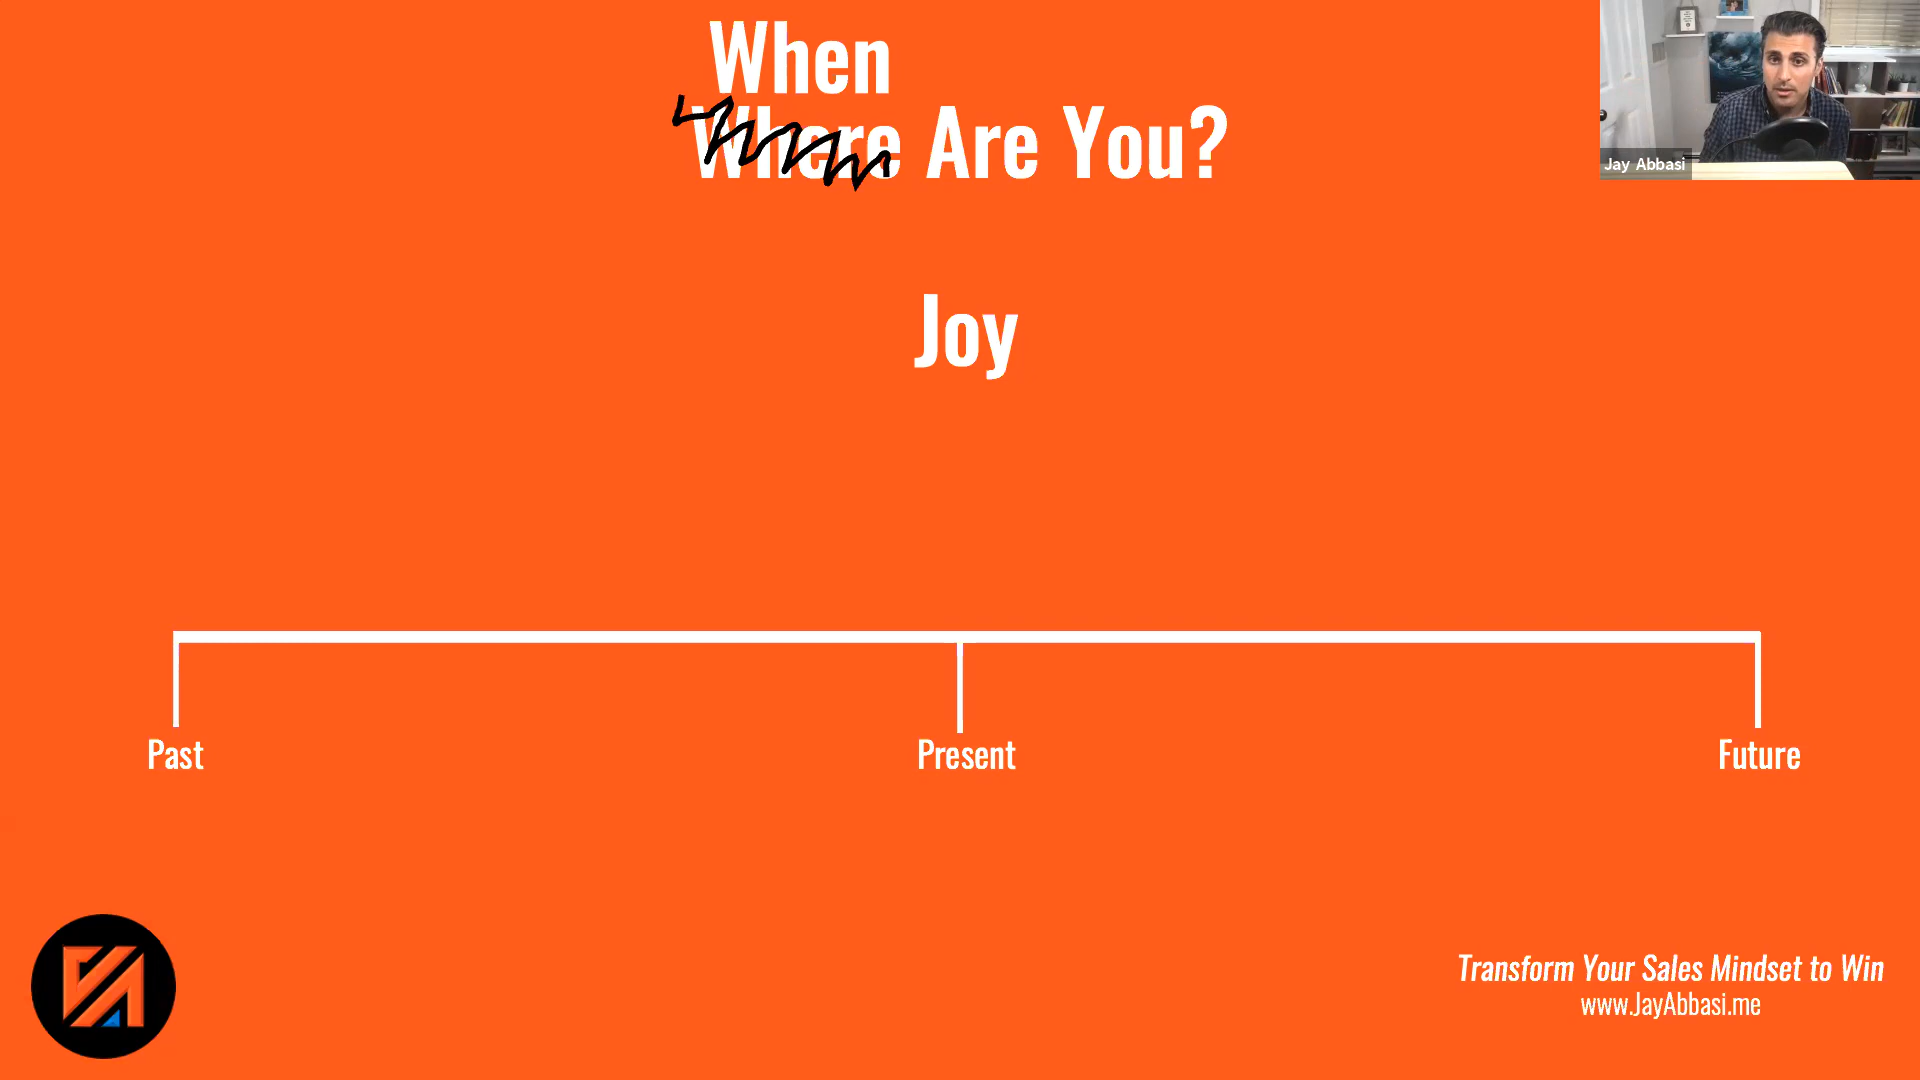 When
Where Are You?
Jay Abbasi
Joy
Past
Present
Future
Transform Your Sales Mindset to Win
www.JayAbbasi.me